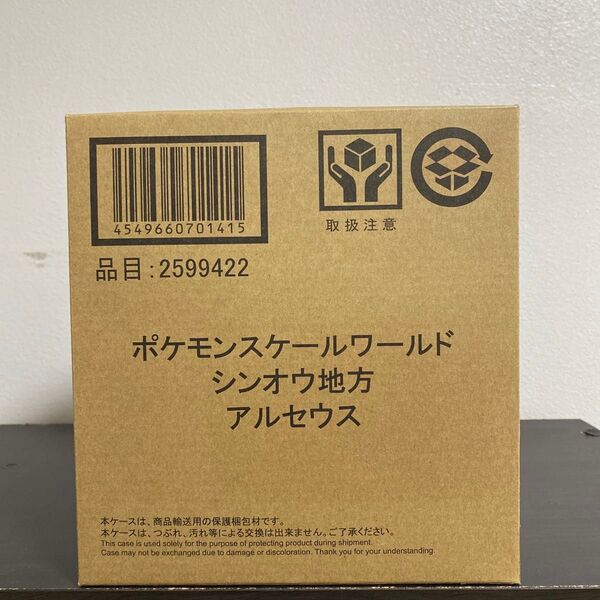 4549660701415
取扱注意
品目:2599422
ポケモンスケールワールド
シンオウ地方
アルセウス
本ケースは、商品輸送用の保護梱包材です。
本ケースは、つぶれ、汚れ等による交換は出来ません。ご了承ください。
This case is used solely for the purpose of protecting product during shipment.
Case may not be exchanged due to damage or discoloration. Thank you for your understanding.